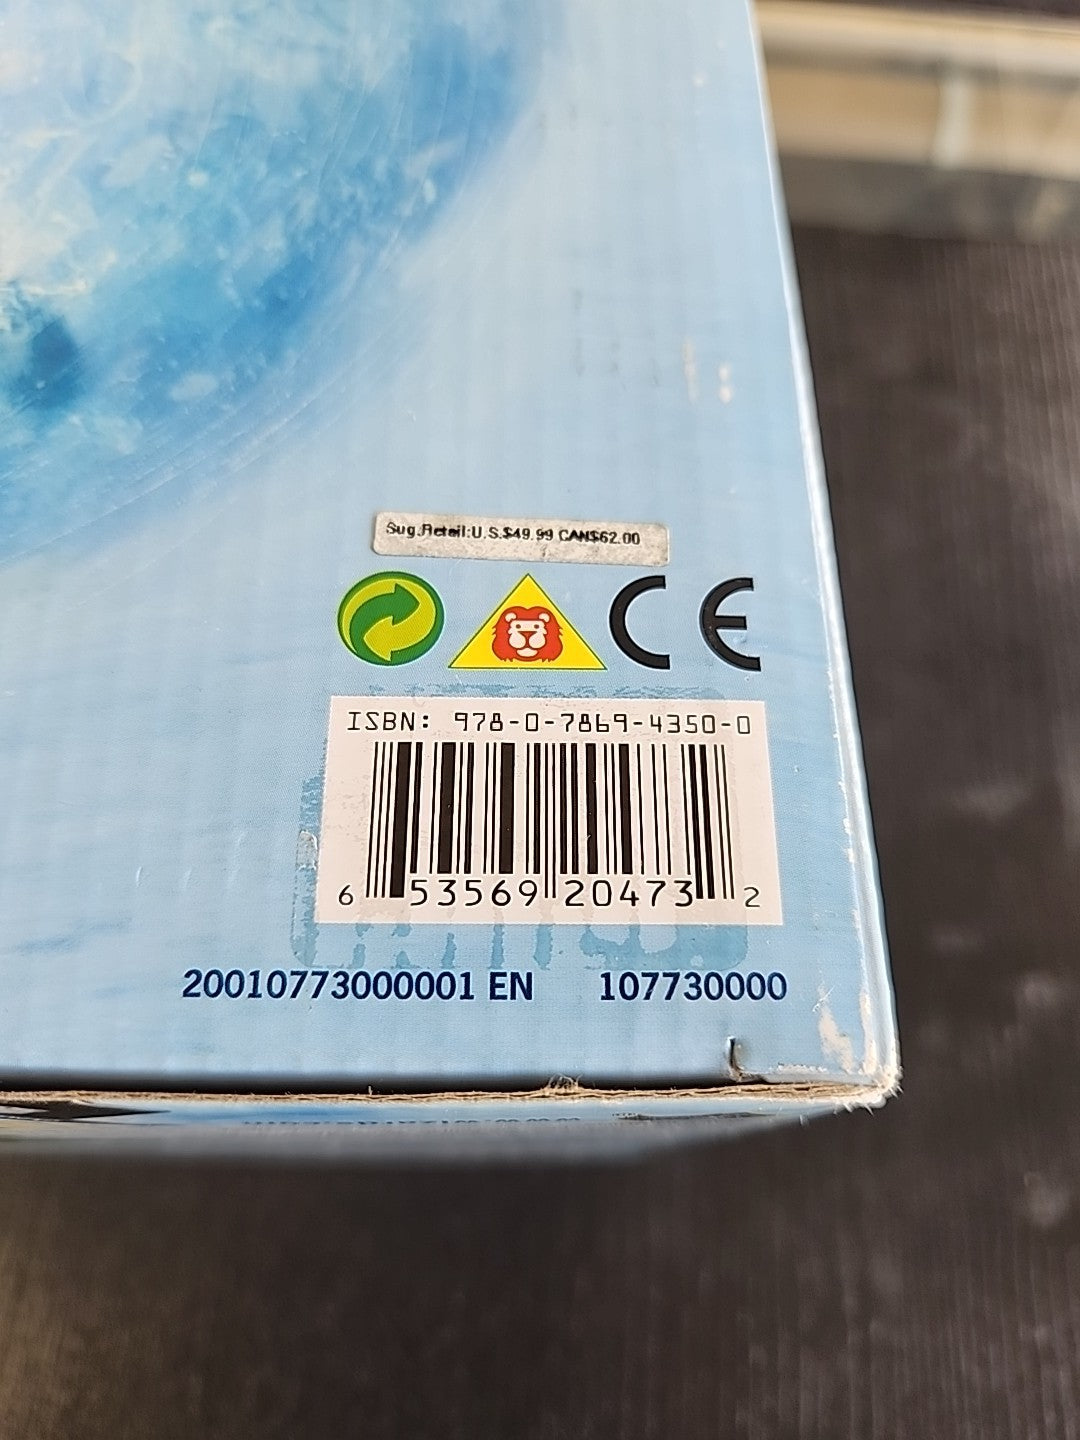 Sug.Retail:U.S.$49.99 CAN$62.00
CE
ISBN: 978-0-7869-4350-0
6 53569 20473 2
20010773000001 EN 107730000